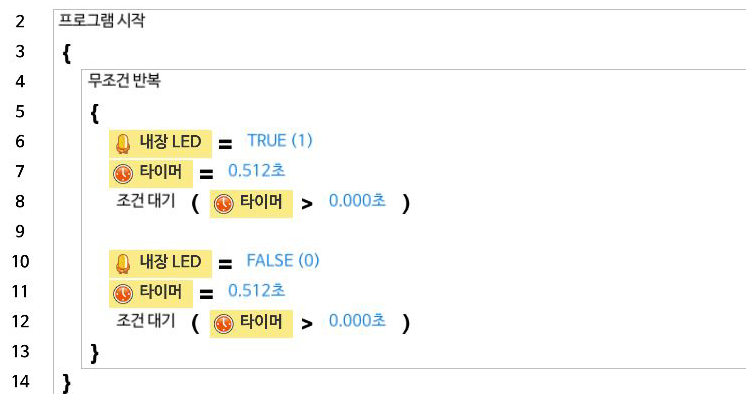 2 프로그램 시작
3 {
4 무조건 반복
5 {
6 내장 LED = TRUE (1)
7 타이머 = 0.512초
8 조건 대기 ( 타이머 > 0.000초 )
9
10 내장 LED = FALSE (0)
11 타이머 = 0.512초
12 조건 대기 ( 타이머 > 0.000초 )
13 }
14 }